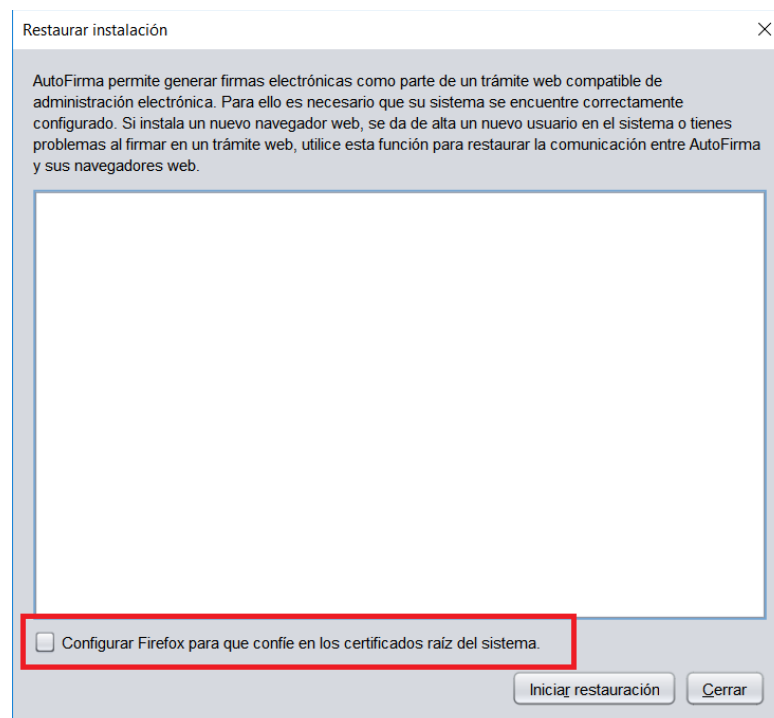 Restaurar instalación
AutoFirma permite generar firmas electrónicas como parte de un trámite web compatible de
administración electrónica. Para ello es necesario que su sistema se encuentre correctamente
configurado. Si instala un nuevo navegador web, se da de alta un nuevo usuario en el sistema o tienes
problemas al firmar en un trámite web, utilice esta función para restaurar la comunicación entre AutoFirma
y sus navegadores web.
Configurar Firefox para que confíe en los certificados raíz del sistema.
Iniciar restauración
Cerrar